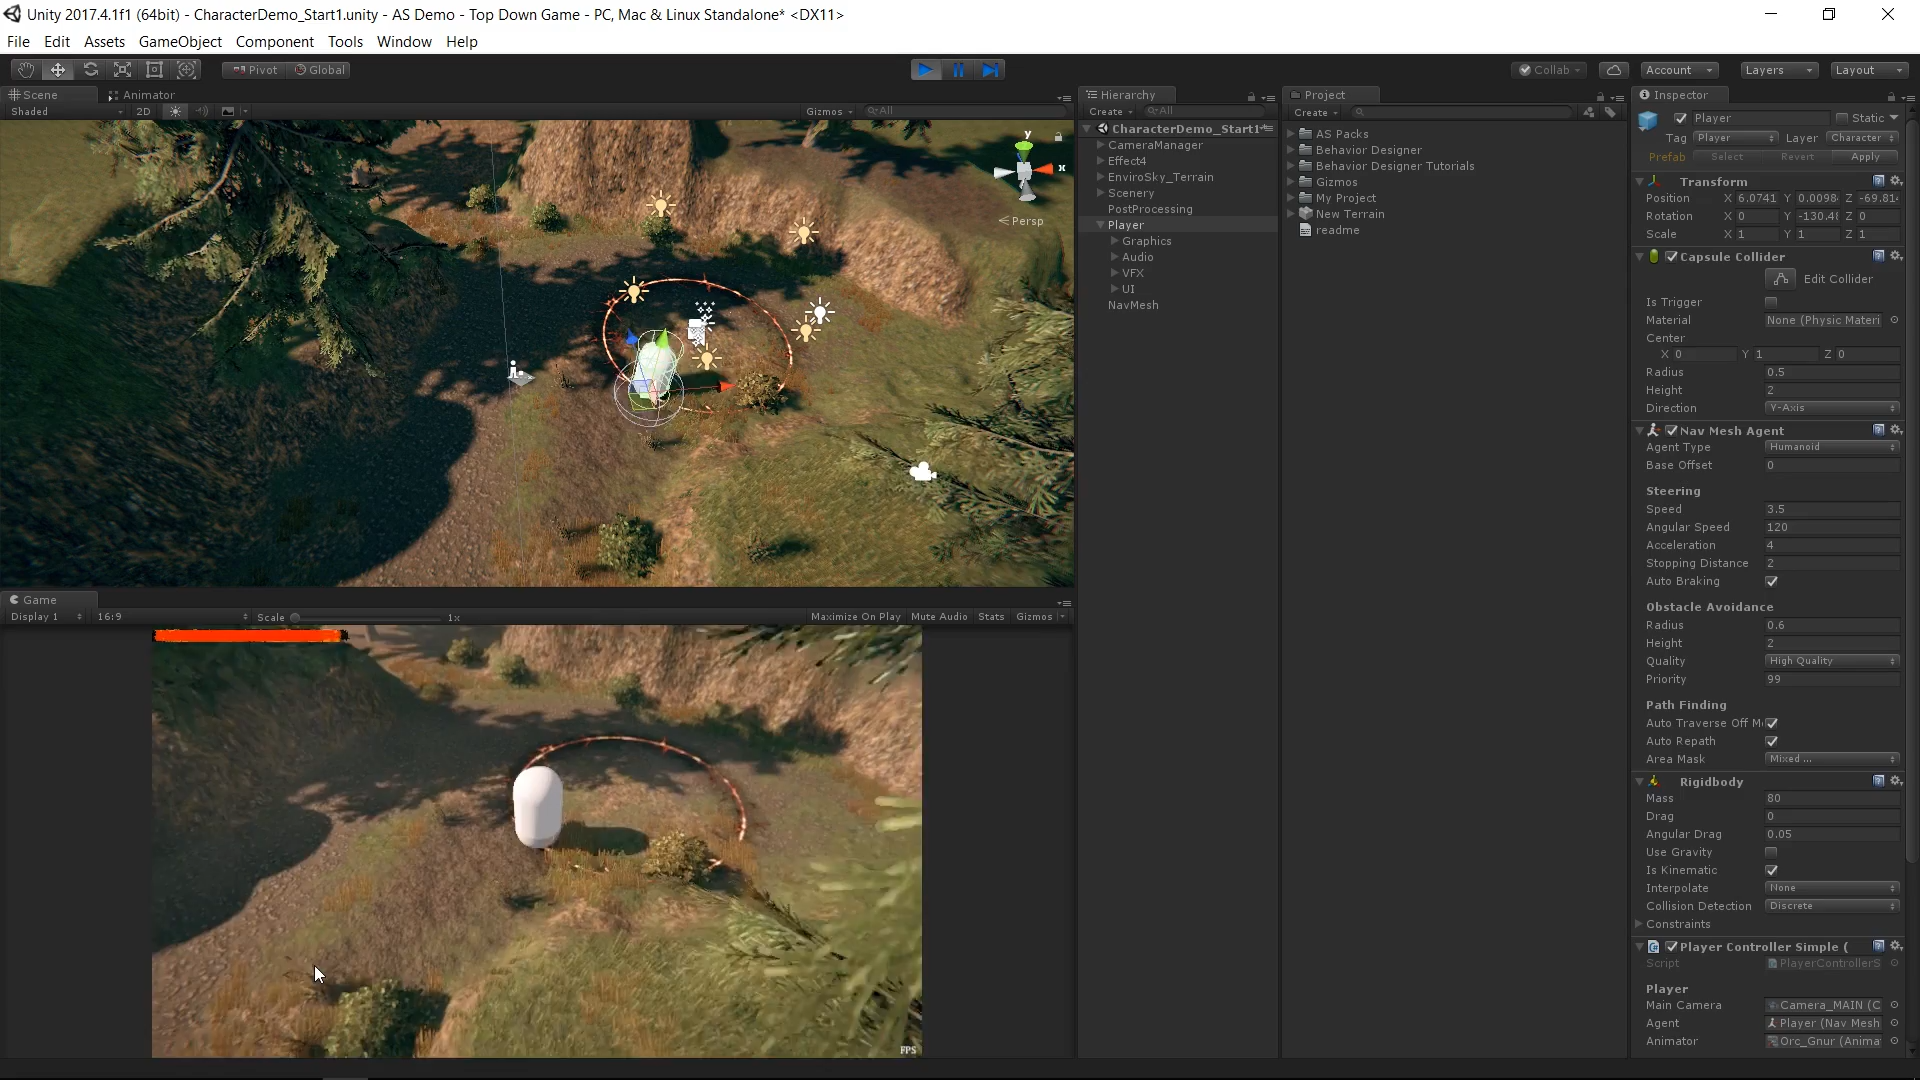 Unity 2017.4.1f1 (64bit) - CharacterDemo_Start1.unity - AS Demo - Top Down Game - PC, Mac & Linux Standalone* <DX11>
File Edit Assets GameObject Component Tools Window Help
Pivot Global Collab Account Layers Layout
Scene Animator
Shaded 2D Gizmos All
y
x
Persp
Game
Display 1 16:9 Scale 1x Maximize On Play Mute Audio Stats Gizmos
FPS
Hierarchy
Create All
CharacterDemo_Start1*
CameraManager
Effect4
EnviroSky_Terrain
Scenery
PostProcessing
Player
Graphics
Audio
VFX
UI
NavMesh
Project
Create
AS Packs
Behavior Designer
Behavior Designer Tutorials
Gizmos
My Project
New Terrain
readme
Inspector
Player Static
Tag Player Layer Character
Prefab Select Revert Apply
Transform
Position X 6.0741 Y 0.0098 Z -69.81
Rotation X 0 Y -130.48 Z 0
Scale X 1 Y 1 Z 1
Capsule Collider
Edit Collider
Is Trigger
Material None (Physic Materi
Center
X 0 Y 1 Z 0
Radius 0.5
Height 2
Direction Y-Axis
Nav Mesh Agent
Agent Type Humanoid
Base Offset 0
Steering
Speed 3.5
Angular Speed 120
Acceleration 4
Stopping Distance 2
Auto Braking
Obstacle Avoidance
Radius 0.6
Height 2
Quality High Quality
Priority 99
Path Finding
Auto Traverse Off M
Auto Repath
Area Mask Mixed ...
Rigidbody
Mass 80
Drag 0
Angular Drag 0.05
Use Gravity
Is Kinematic
Interpolate None
Collision Detection Discrete
Constraints
Player Controller Simple (
Script PlayerControllerS
Player
Main Camera Camera_MAIN (C
Agent Player (Nav Mesh
Animator Orc_Gnur (Anima